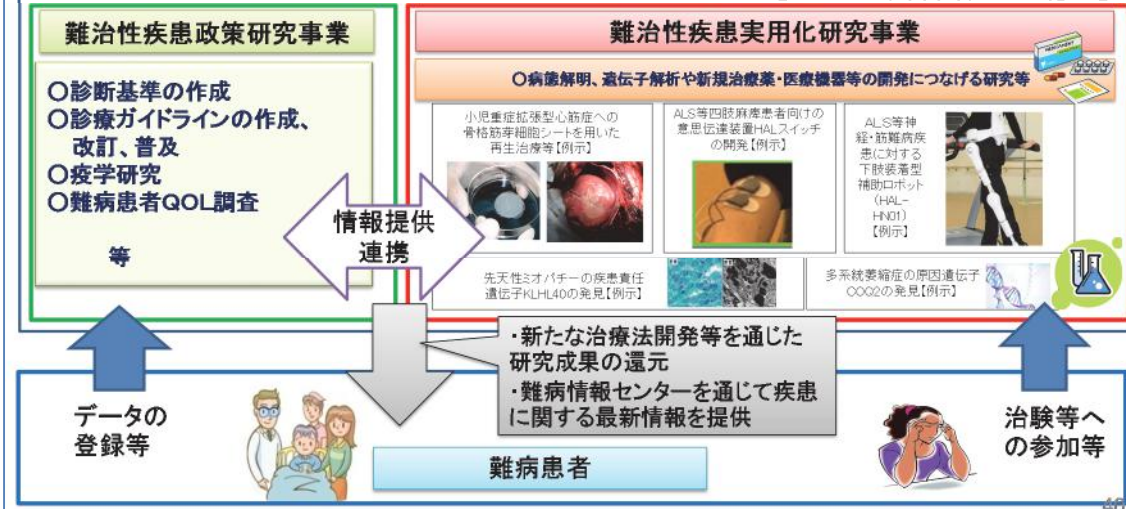 難治性疾患政策研究事業
○診断基準の作成
○診療ガイドラインの作成、
改訂、普及
○疫学研究
○難病患者QOL調査
等
難治性疾患実用化研究事業
○病態解明、遺伝子解析や新規治療薬・医療機器等の開発につなげる研究等
小児重症拡張型心筋症への
骨格筋芽細胞シートを用いた
再生治療等【例示】
ALS等四肢麻痺患者向けの
意思伝達装置HALスイッチ
の開発【例示】
ALS等神
経・筋難病疾
患に対する
下肢装着型
補助ロボット
(HAL-
HN01)
【例示】
情報提供
連携
先天性ミオパチーの疾患責任
遺伝子KLHL40の発見【例示】
多系統萎縮症の原因遺伝子
COQ2の発見【例示】
・新たな治療法開発等を通じた
研究成果の還元
・難病情報センターを通じて疾患
に関する最新情報を提供
データの
登録等
治験等へ
の参加等
難病患者